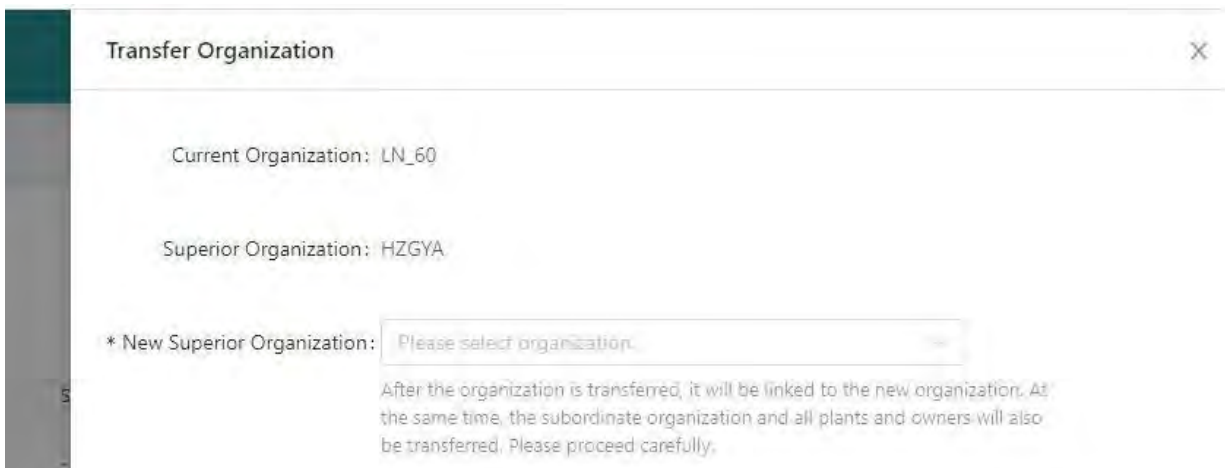 Transfer Organization
Current Organization: LN_60
Superior Organization: HZGYA
* New Superior Organization: Please select organization.
After the organization is transferred, it will be linked to the new organization. At
the same time, the subordinate organization and all plants and owners will also
be transferred. Please proceed carefully.
S